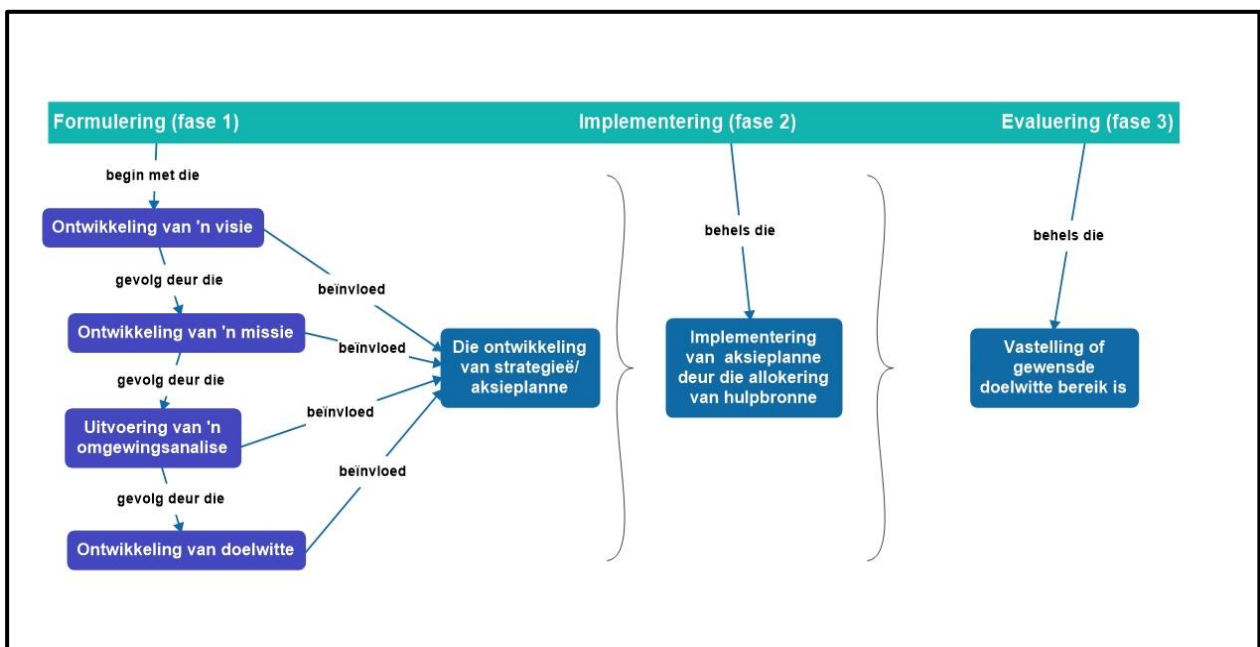 Formulering (fase 1)
Implementering (fase 2)
Evaluering (fase 3)
begin met die
Ontwikkeling van 'n visie
gevolg deur die
Ontwikkeling van 'n missie
gevolg deur die
Uitvoering van 'n
omgewingsanalise
gevolg deur die
Ontwikkeling van doelwitte
beïnvloed
beïnvloed
beïnvloed
beïnvloed
Die ontwikkeling
van strategieë/
aksieplanne
behels die
Implementering
van aksieplanne
deur die allokering
van hulpbronne
behels die
Vastelling of
gewensde
doelwitte bereik is